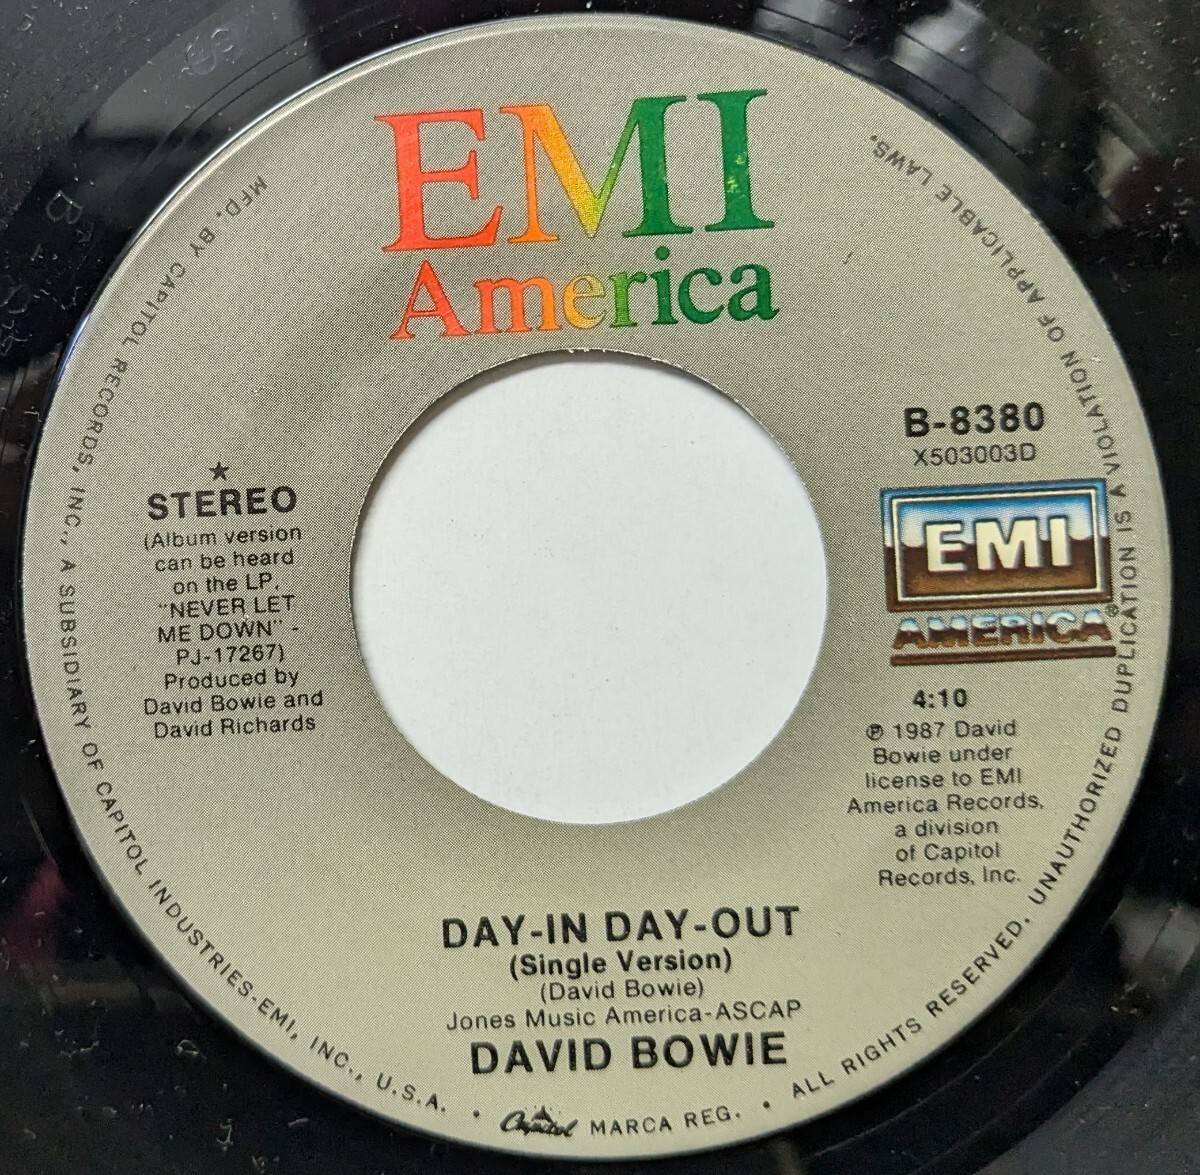 EMI
America
B-8380
X503003D
EMI
AMERICA®
★
STEREO
(Album version
can be heard
on the LP,
"NEVER LET
ME DOWN" -
PJ-17267)
Produced by
David Bowie and
David Richards
4:10
℗ 1987 David
Bowie under
license to EMI
America Records,
a division
of Capitol
Records, Inc.
DAY-IN DAY-OUT
(Single Version)
(David Bowie)
Jones Music America-ASCAP
DAVID BOWIE
MFD. BY CAPITOL RECORDS, INC., A SUBSIDIARY OF CAPITOL INDUSTRIES-EMI, INC., U.S.A. • Capitol MARCA REG. • ALL RIGHTS RESERVED. UNAUTHORIZED DUPLICATION IS A VIOLATION OF APPLICABLE LAWS.